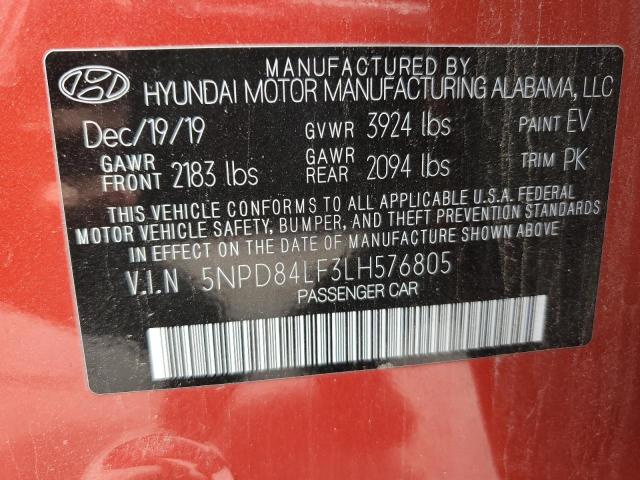 MANUFACTURED BY
HYUNDAI MOTOR MANUFACTURING ALABAMA, LLC
Dec/19/19 GVWR 3924 lbs PAINT EV
GAWR FRONT 2183 lbs GAWR REAR 2094 lbs TRIM PK
THIS VEHICLE CONFORMS TO ALL APPLICABLE U.S.A. FEDERAL
MOTOR VEHICLE SAFETY, BUMPER, AND THEFT PREVENTION STANDARDS
IN EFFECT ON THE DATE OF MANUFACTURE SHOWN ABOVE
V.I.N 5NPD84LF3LH576805
PASSENGER CAR